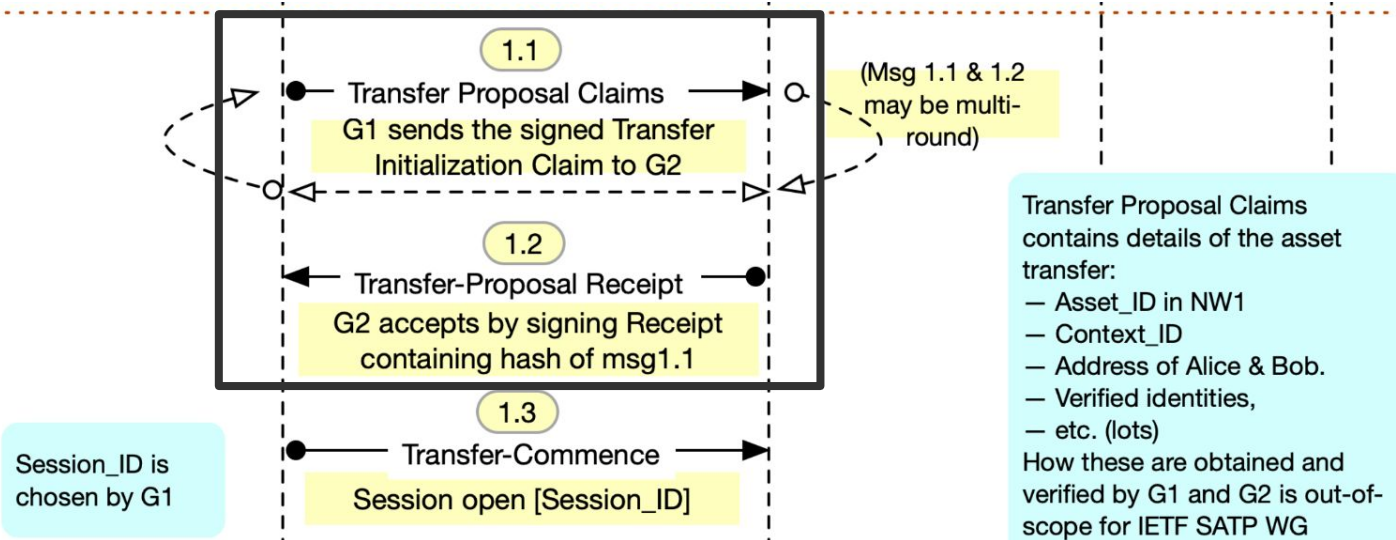 1.1
Transfer Proposal Claims
G1 sends the signed Transfer
Initialization Claim to G2
(Msg 1.1 & 1.2
may be multi-
round)
1.2
Transfer-Proposal Receipt
G2 accepts by signing Receipt
containing hash of msg1.1
1.3
Transfer-Commence
Session open [Session_ID]
Session_ID is
chosen by G1
Transfer Proposal Claims
contains details of the asset
transfer:
— Asset_ID in NW1
— Context_ID
— Address of Alice & Bob.
— Verified identities,
— etc. (lots)
How these are obtained and
verified by G1 and G2 is out-of-
scope for IETF SATP WG